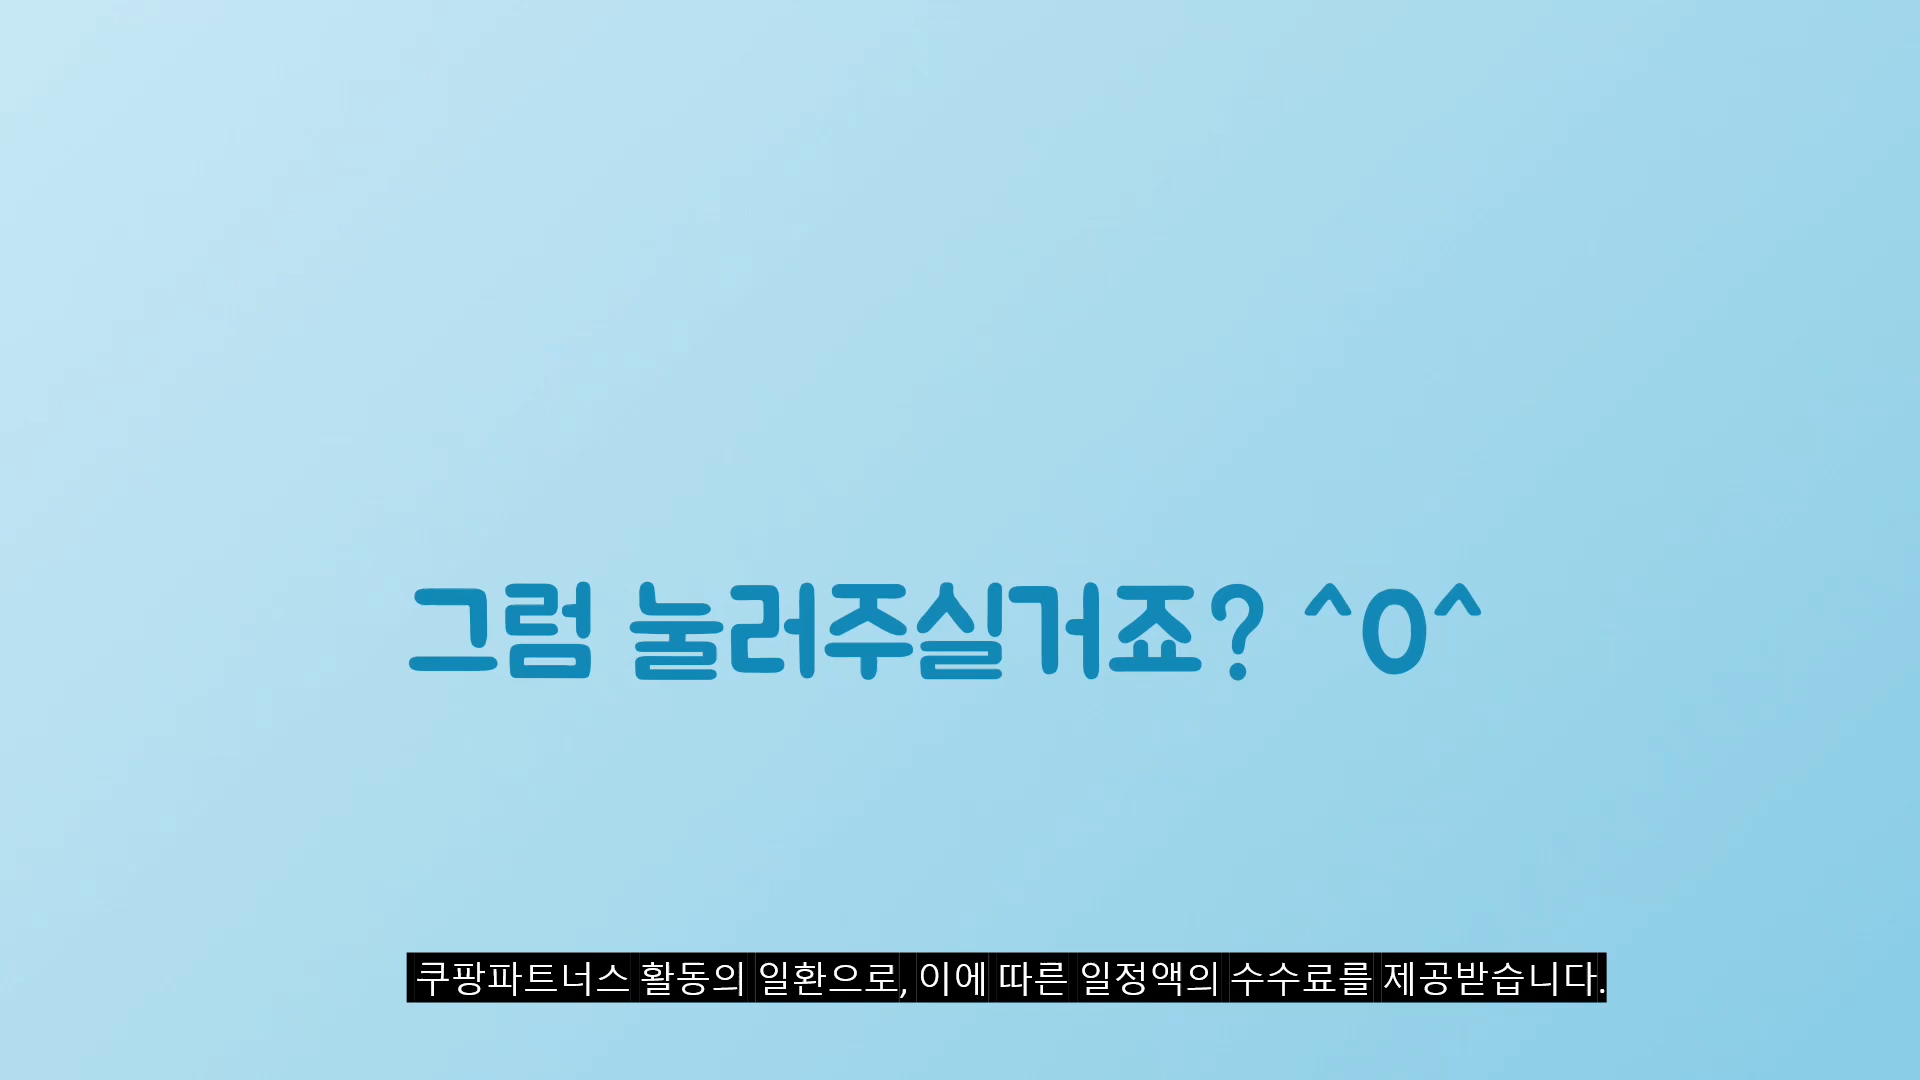 그럼 눌러주실거죠? ^0^
쿠팡파트너스 활동의 일환으로, 이에 따른 일정액의 수수료를 제공받습니다.